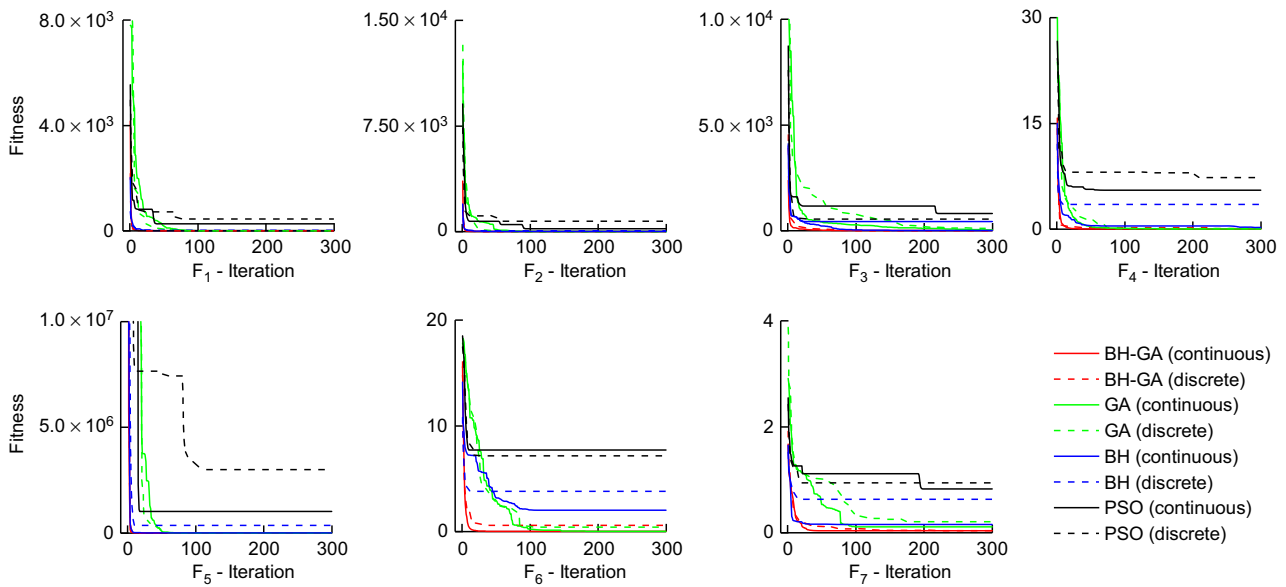 8.0 × 10³
4.0 × 10³
0
0 100 200 300
F₁ - Iteration
Fitness
1.50 × 10⁴
7.50 × 10³
0
0 100 200 300
F₂ - Iteration
1.0 × 10⁴
5.0 × 10³
0
0 100 200 300
F₃ - Iteration
30
15
0
0 100 200 300
F₄ - Iteration
1.0 × 10⁷
5.0 × 10⁶
0
0 100 200 300
F₅ - Iteration
Fitness
20
10
0
0 100 200 300
F₆ - Iteration
4
2
0
0 100 200 300
F₇ - Iteration
BH-GA (continuous)
BH-GA (discrete)
GA (continuous)
GA (discrete)
BH (continuous)
BH (discrete)
PSO (continuous)
PSO (discrete)